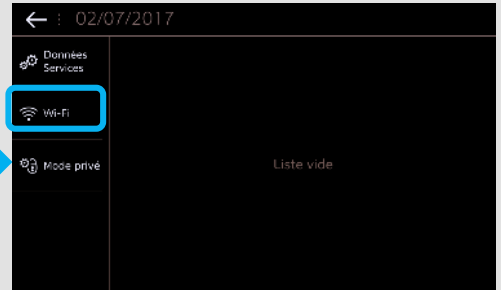 02/07/2017
Données
Services
Wi-Fi
Mode privé
Liste vide